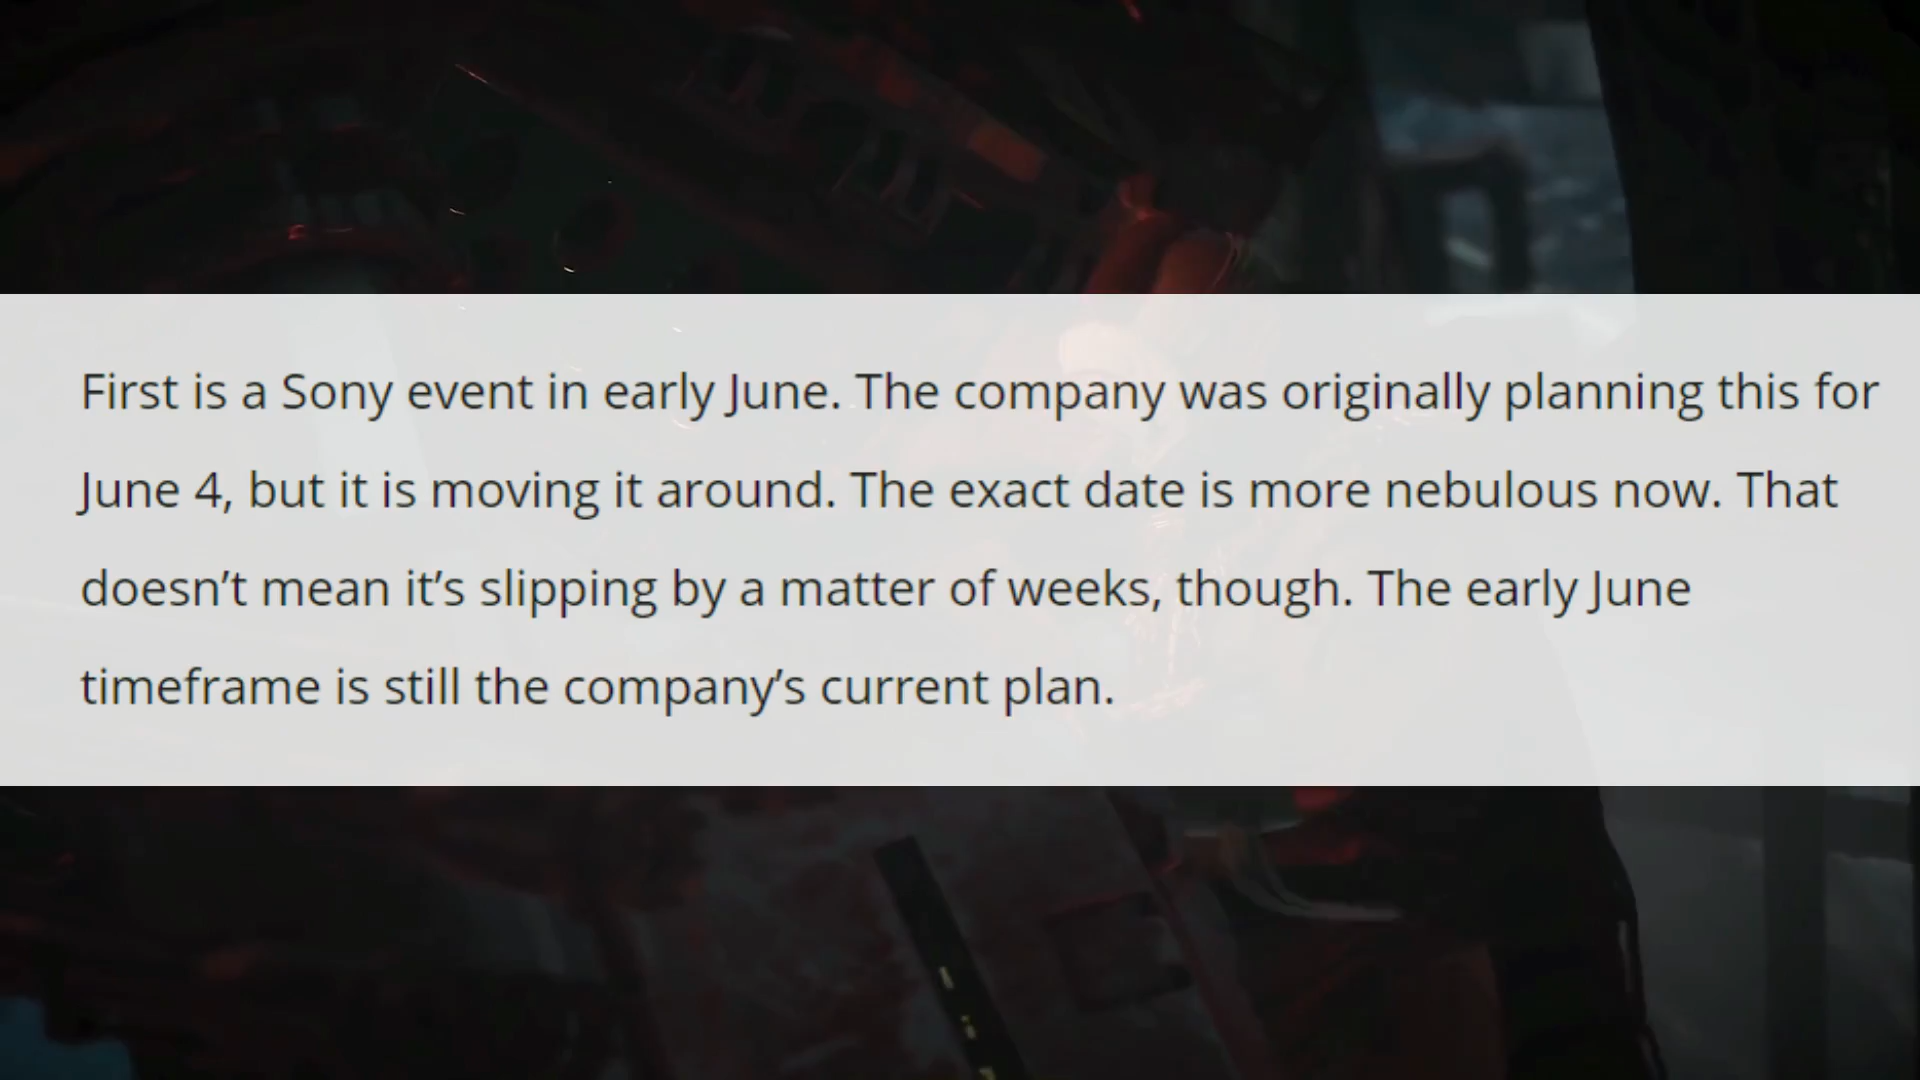 First is a Sony event in early June. The company was originally planning this for
June 4, but it is moving it around. The exact date is more nebulous now. That
doesn’t mean it’s slipping by a matter of weeks, though. The early June
timeframe is still the company’s current plan.